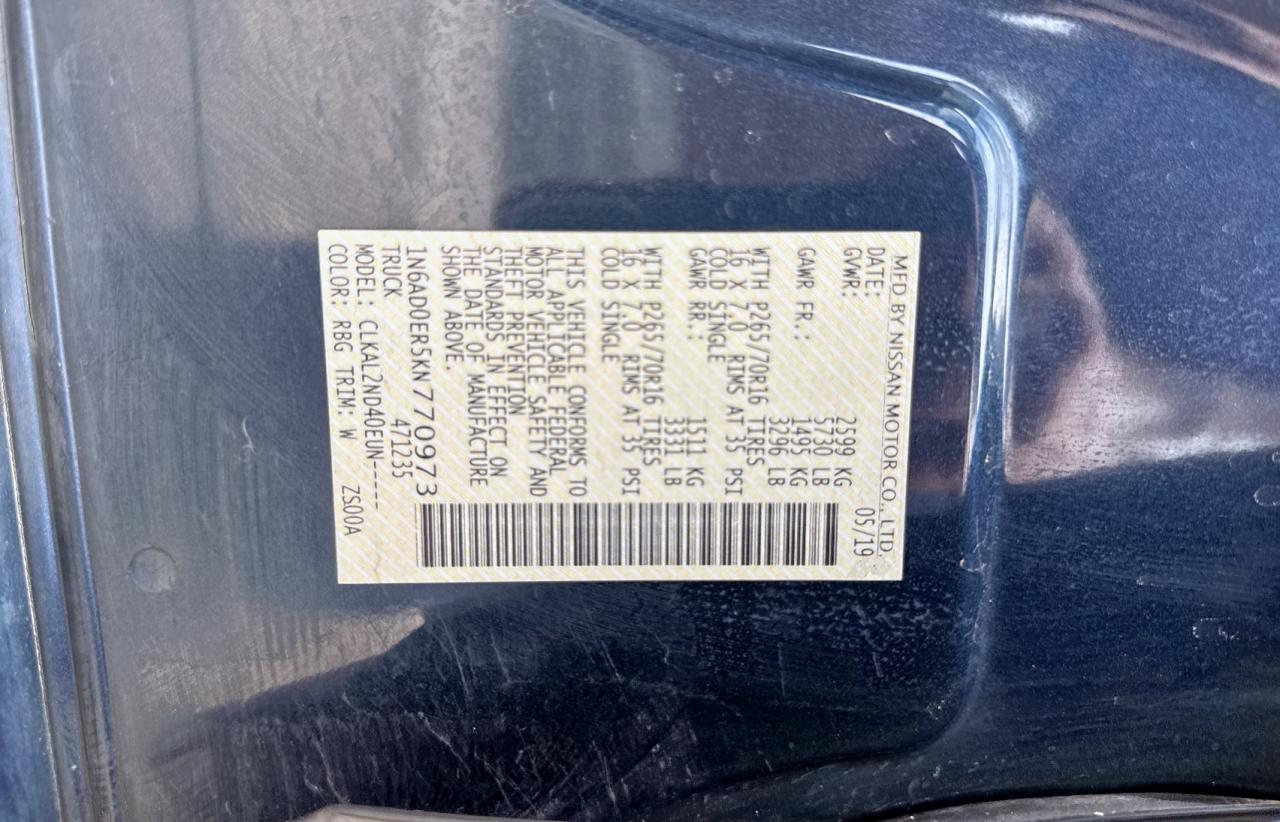 MFD BY NISSAN MOTOR CO., LTD.
DATE: 05/19
GVWR: 2599 KG
5730 LB
GAWR FR.: 1495 KG
3296 LB
WITH P265/70R16 TIRES
16 X 7.0 RIMS AT 35 PSI
COLD SINGLE
GAWR RR.: 1511 KG
3331 LB
WITH P265/70R16 TIRES
16 X 7.0 RIMS AT 35 PSI
COLD SINGLE
THIS VEHICLE CONFORMS TO
ALL APPLICABLE FEDERAL
MOTOR VEHICLE SAFETY AND
THEFT PREVENTION
STANDARDS IN EFFECT ON
THE DATE OF MANUFACTURE
SHOWN ABOVE.
1N6AD0ER5KN770973
TRUCK 471235
MODEL: CLKALZND40EUN-----
COLOR: RBG TRIM: W ZS00A